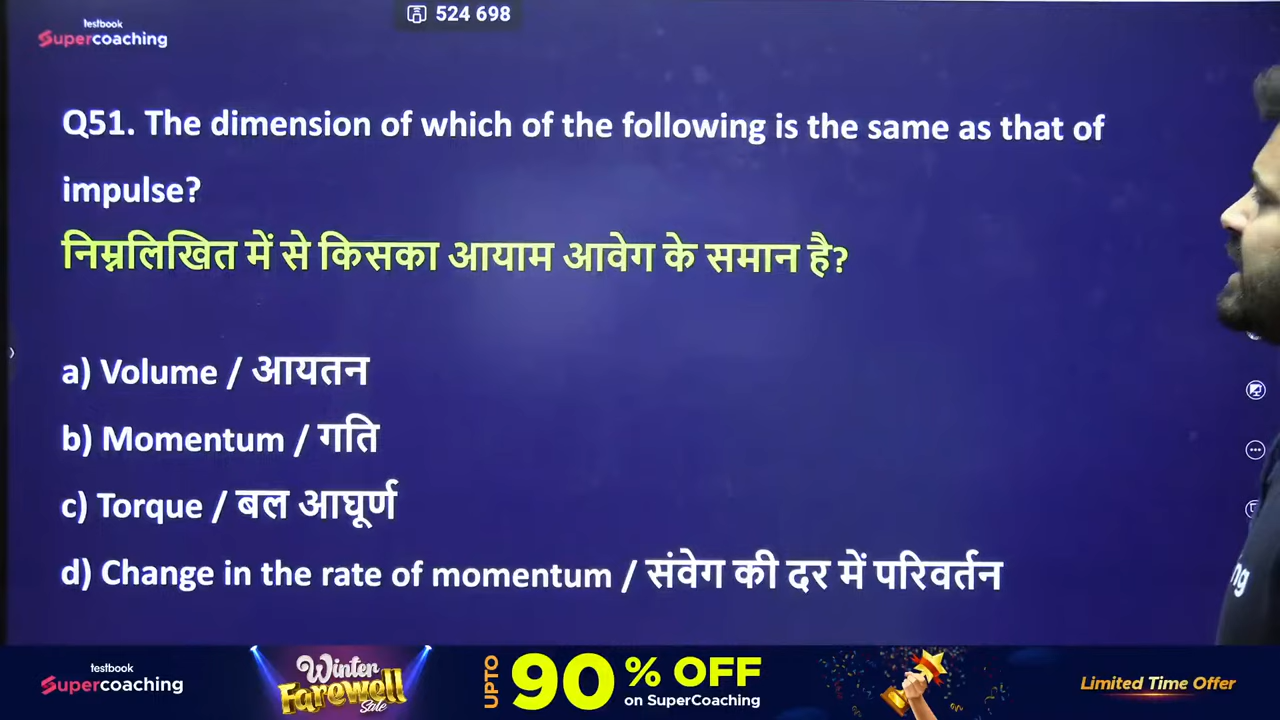 testbook
Supercoaching
524 698
Q51. The dimension of which of the following is the same as that of
impulse?
निम्नलिखित में से किसका आयाम आवेग के समान है?
a) Volume / आयतन
b) Momentum / गति
c) Torque / बल आघूर्ण
d) Change in the rate of momentum / संवेग की दर में परिवर्तन
ng
testbook
Supercoaching
Winter
Farewell
Sale
UPTO
90 % OFF
on SuperCoaching
Limited Time Offer